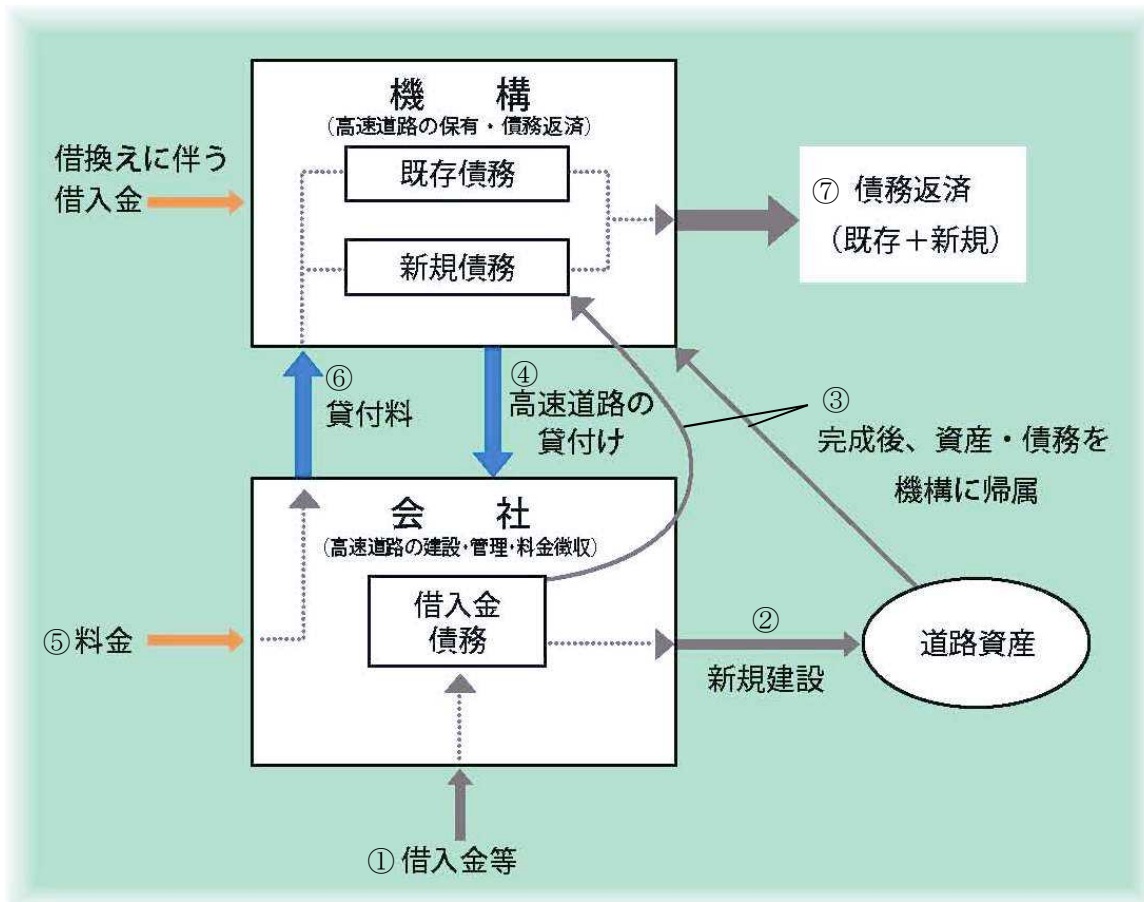 機　構
(高速道路の保有・債務返済)
借換えに伴う
借入金
既存債務
新規債務
⑦ 債務返済
(既存＋新規)
⑥
貸付料
④
高速道路の
貸付け
③
完成後、資産・債務を
機構に帰属
会　社
(高速道路の建設・管理・料金徴収)
借入金
債務
⑤料金
②
新規建設
道路資産
①借入金等